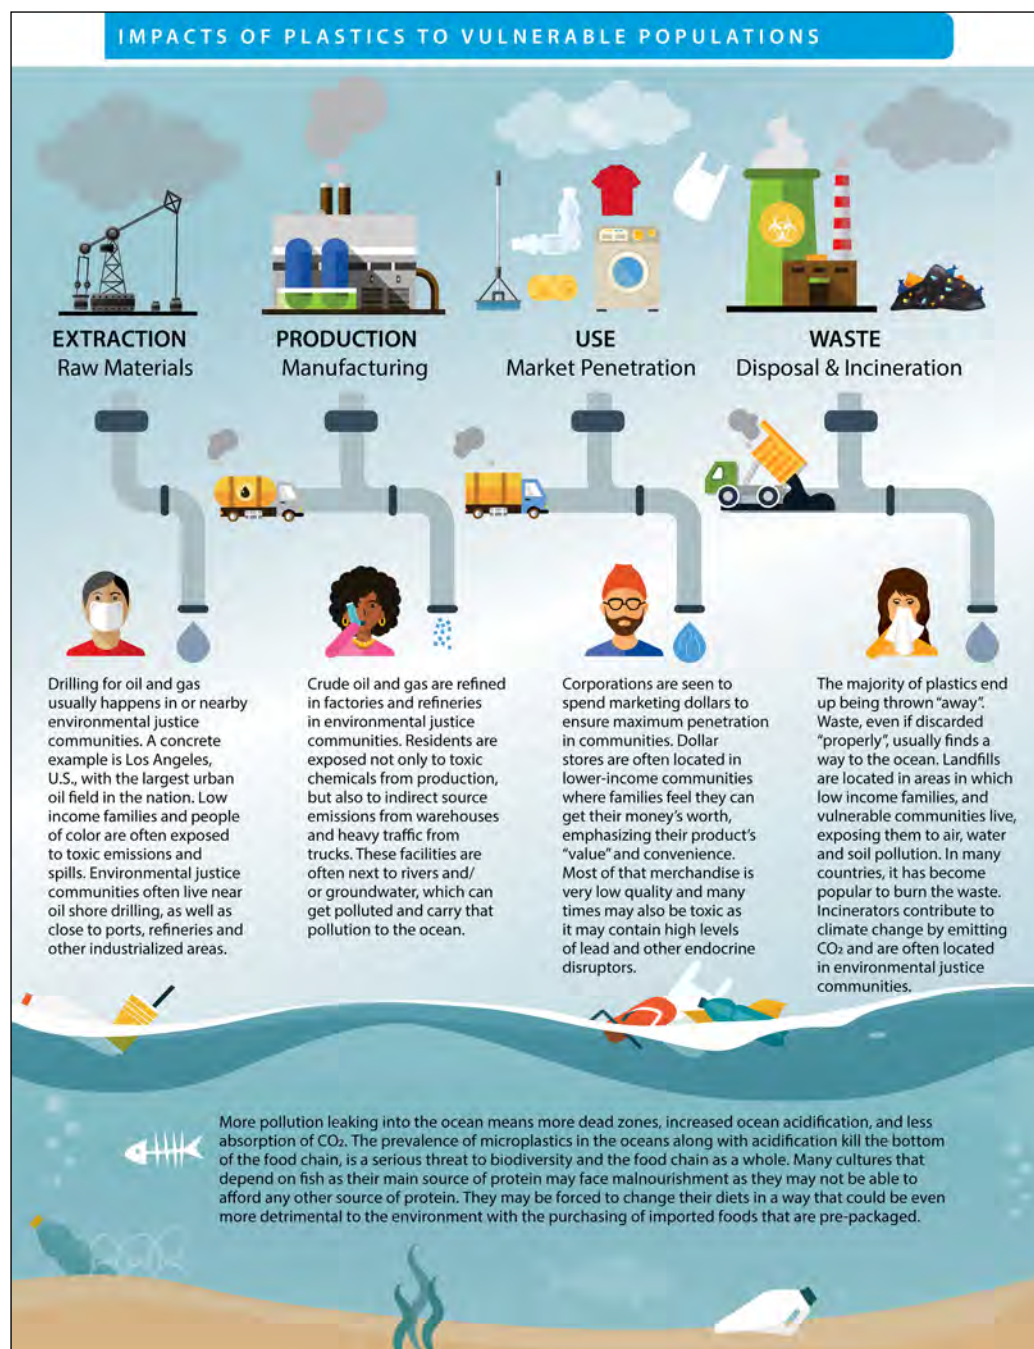 IMPACTS OF PLASTICS TO VULNERABLE POPULATIONS
EXTRACTION
Raw Materials
PRODUCTION
Manufacturing
USE
Market Penetration
WASTE
Disposal & Incineration
Drilling for oil and gas
usually happens in or nearby
environmental justice
communities. A concrete
example is Los Angeles,
U.S., with the largest urban
oil field in the nation. Low
income families and people
of color are often exposed
to toxic emissions and
spills. Environmental justice
communities often live near
oil shore drilling, as well as
close to ports, refineries and
other industrialized areas.
Crude oil and gas are refined
in factories and refineries
in environmental justice
communities. Residents are
exposed not only to toxic
chemicals from production,
but also to indirect source
emissions from warehouses
and heavy traffic from
trucks. These facilities are
often next to rivers and/
or groundwater, which can
get polluted and carry that
pollution to the ocean.
Corporations are seen to
spend marketing dollars to
ensure maximum penetration
in communities. Dollar
stores are often located in
lower-income communities
where families feel they can
get their money's worth,
emphasizing their product's
“value” and convenience.
Most of that merchandise is
very low quality and many
times may also be toxic as
it may contain high levels
of lead and other endocrine
disruptors.
The majority of plastics end
up being thrown “away”.
Waste, even if discarded
“properly”, usually finds a
way to the ocean. Landfills
are located in areas in which
low income families, and
vulnerable communities live,
exposing them to air, water
and soil pollution. In many
countries, it has become
popular to burn the waste.
Incinerators contribute to
climate change by emitting
CO₂ and are often located
in environmental justice
communities.
More pollution leaking into the ocean means more dead zones, increased ocean acidification, and less
absorption of CO₂. The prevalence of microplastics in the oceans along with acidification kill the bottom
of the food chain, is a serious threat to biodiversity and the food chain as a whole. Many cultures that
depend on fish as their main source of protein may face malnourishment as they may not be able to
afford any other source of protein. They may be forced to change their diets in a way that could be even
more detrimental to the environment with the purchasing of imported foods that are pre-packaged.